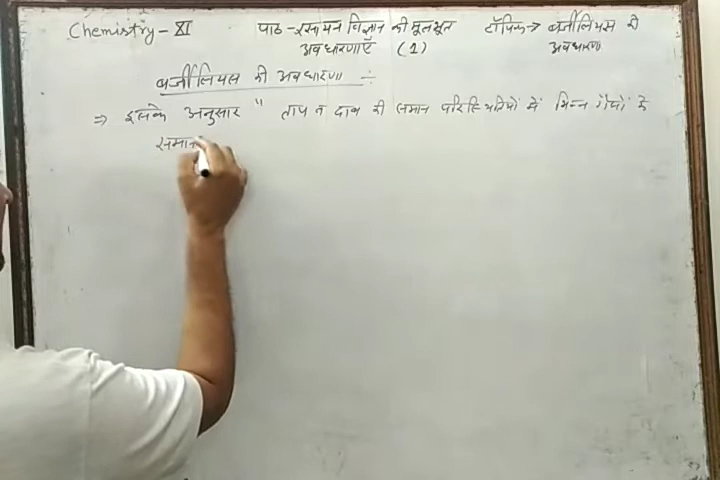 Chemistry - XI पाठ - रसायन विज्ञान की मूलभूत टॉपिक → बर्जीलियस की
अवधारणाएँ (1) अवधारणा
बर्जीलियस की अवधारणा :-
⇒ इसके अनुसार " ताप व दाब की समान परिस्थितियों में भिन्न गैसों के
समान